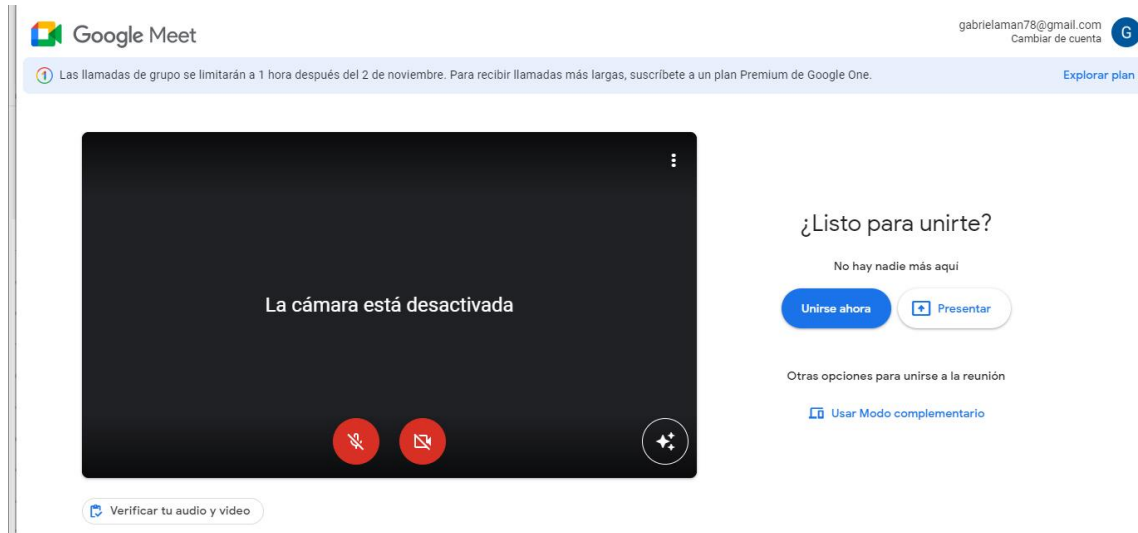 Google Meet
gabrielaman78@gmail.com
Cambiar de cuenta
G
1 Las llamadas de grupo se limitarán a 1 hora después del 2 de noviembre. Para recibir llamadas más largas, suscríbete a un plan Premium de Google One.
Explorar plan
La cámara está desactivada
¿Listo para unirte?
No hay nadie más aquí
Unirse ahora
Presentar
Otras opciones para unirse a la reunión
Usar Modo complementario
Verificar tu audio y video